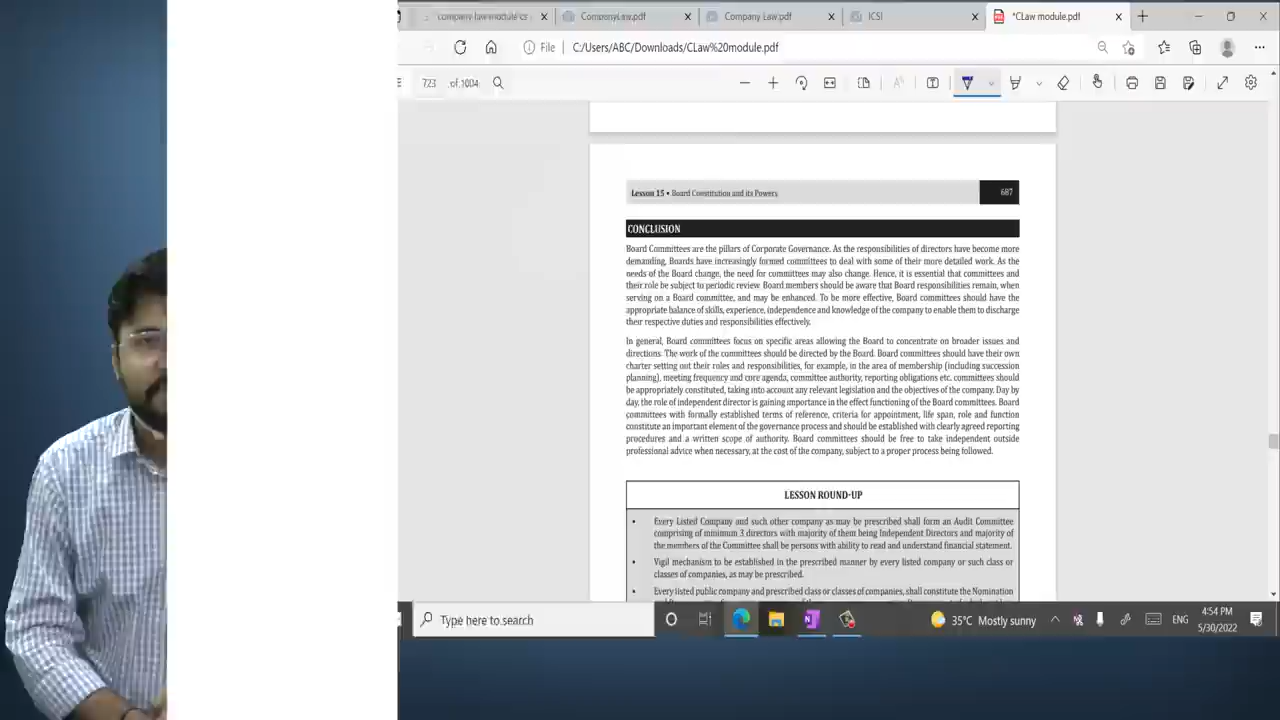 company law module cs
CompanyLaw.pdf
Company Law.pdf
ICSI
*CLaw module.pdf
File
C:/Users/ABC/Downloads/CLaw%20module.pdf
723 of 1004
Lesson 15 • Board Constitution and its Powers 687
CONCLUSION
Board Committees are the pillars of Corporate Governance. As the responsibilities of directors have become more
demanding, Boards have increasingly formed committees to deal with some of their more detailed work. As the
needs of the Board change, the need for committees may also change. Hence, it is essential that committees and
their role be subject to periodic review. Board members should be aware that Board responsibilities remain, when
serving on a Board committee, and may be enhanced. To be more effective, Board committees should have the
appropriate balance of skills, experience, independence and knowledge of the company to enable them to discharge
their respective duties and responsibilities effectively.
In general, Board committees focus on specific areas allowing the Board to concentrate on broader issues and
directions. The work of the committees should be directed by the Board. Board committees should have their own
charter setting out their roles and responsibilities, for example, in the area of membership (including succession
planning), meeting frequency and core agenda, committee authority, reporting obligations etc. committees should
be appropriately constituted, taking into account any relevant legislation and the objectives of the company. Day by
day, the role of independent director is gaining importance in the effect functioning of the Board committees. Board
committees with formally established terms of reference, criteria for appointment, life span, role and function
constitute an important element of the governance process and should be established with clearly agreed reporting
procedures and a written scope of authority. Board committees should be free to take independent outside
professional advice when necessary, at the cost of the company, subject to a proper process being followed.
LESSON ROUND-UP
• Every Listed Company and such other company as may be prescribed shall form an Audit Committee
comprising of minimum 3 directors with majority of them being Independent Directors and majority of
the members of the Committee shall be persons with ability to read and understand financial statement.
• Vigil mechanism to be established in the prescribed manner by every listed company or such class or
classes of companies, as may be prescribed.
• Every listed public company and prescribed class or classes of companies, shall constitute the Nomination
Type here to search
35°C Mostly sunny
ENG
4:54 PM
5/30/2022